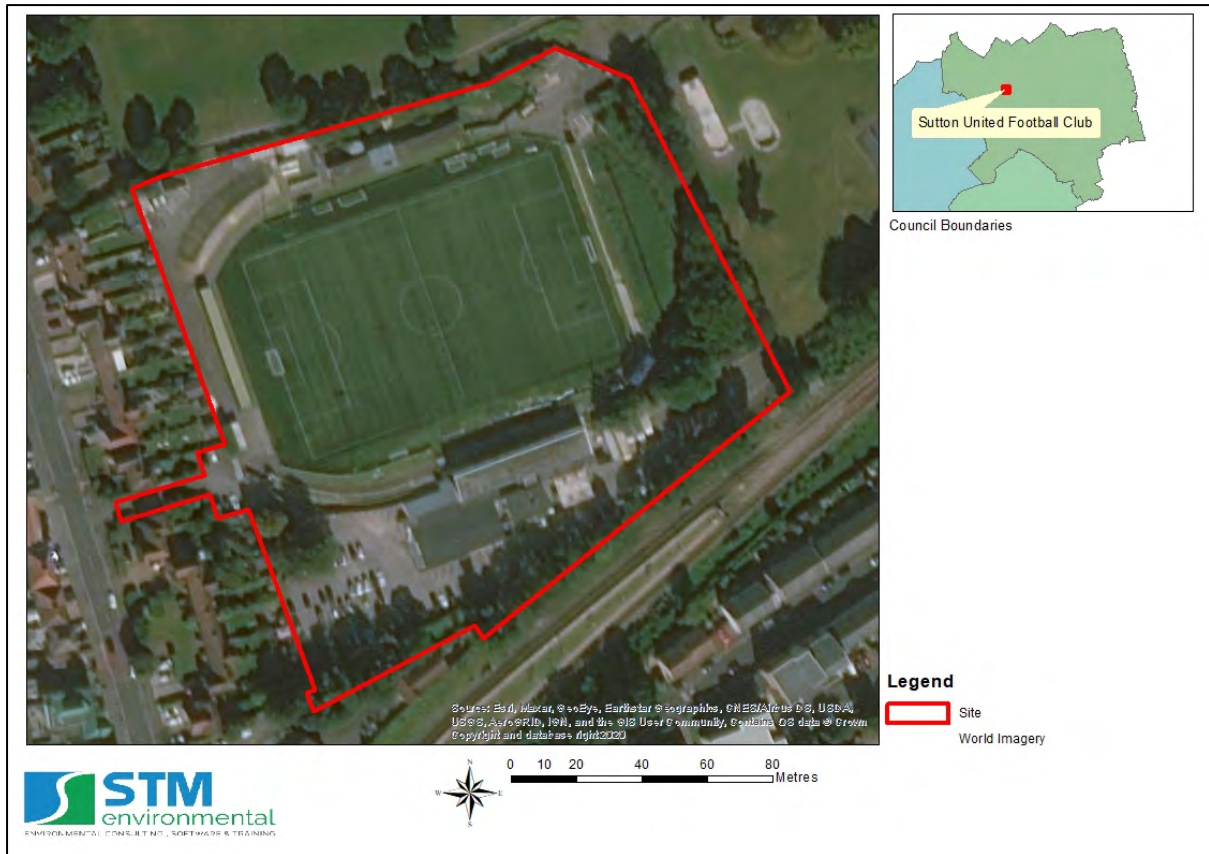 Sutton United Football Club
Council Boundaries
Legend
Site
World Imagery
Source: Esri, Maxar, GeoEye, Earthstar Geographics, CNES/Airbus DS, USDA,
USGS, AeroGRID, IGN, and the GIS User Community, Contains OS data © Crown
Copyright and database right 2020
N
W
E
S
0 10 20 40 60 80
Metres
STM
environmental
ENVIRONMENTAL CONSULTING, SOFTWARE & TRAINING